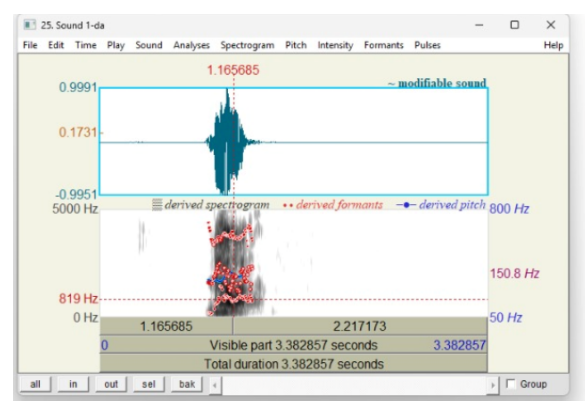 25. Sound 1-da
File Edit Time Play Sound Analyses Spectrogram Pitch Intensity Formants Pulses Help
1.165685
~ modifiable sound
0.9991
0.1731
-0.9951
5000 Hz derived spectrogram derived formants derived pitch 800 Hz
150.8 Hz
819 Hz
0 Hz 50 Hz
1.165685 2.217173
0 Visible part 3.382857 seconds 3.382857
Total duration 3.382857 seconds
all in out sel bak Group